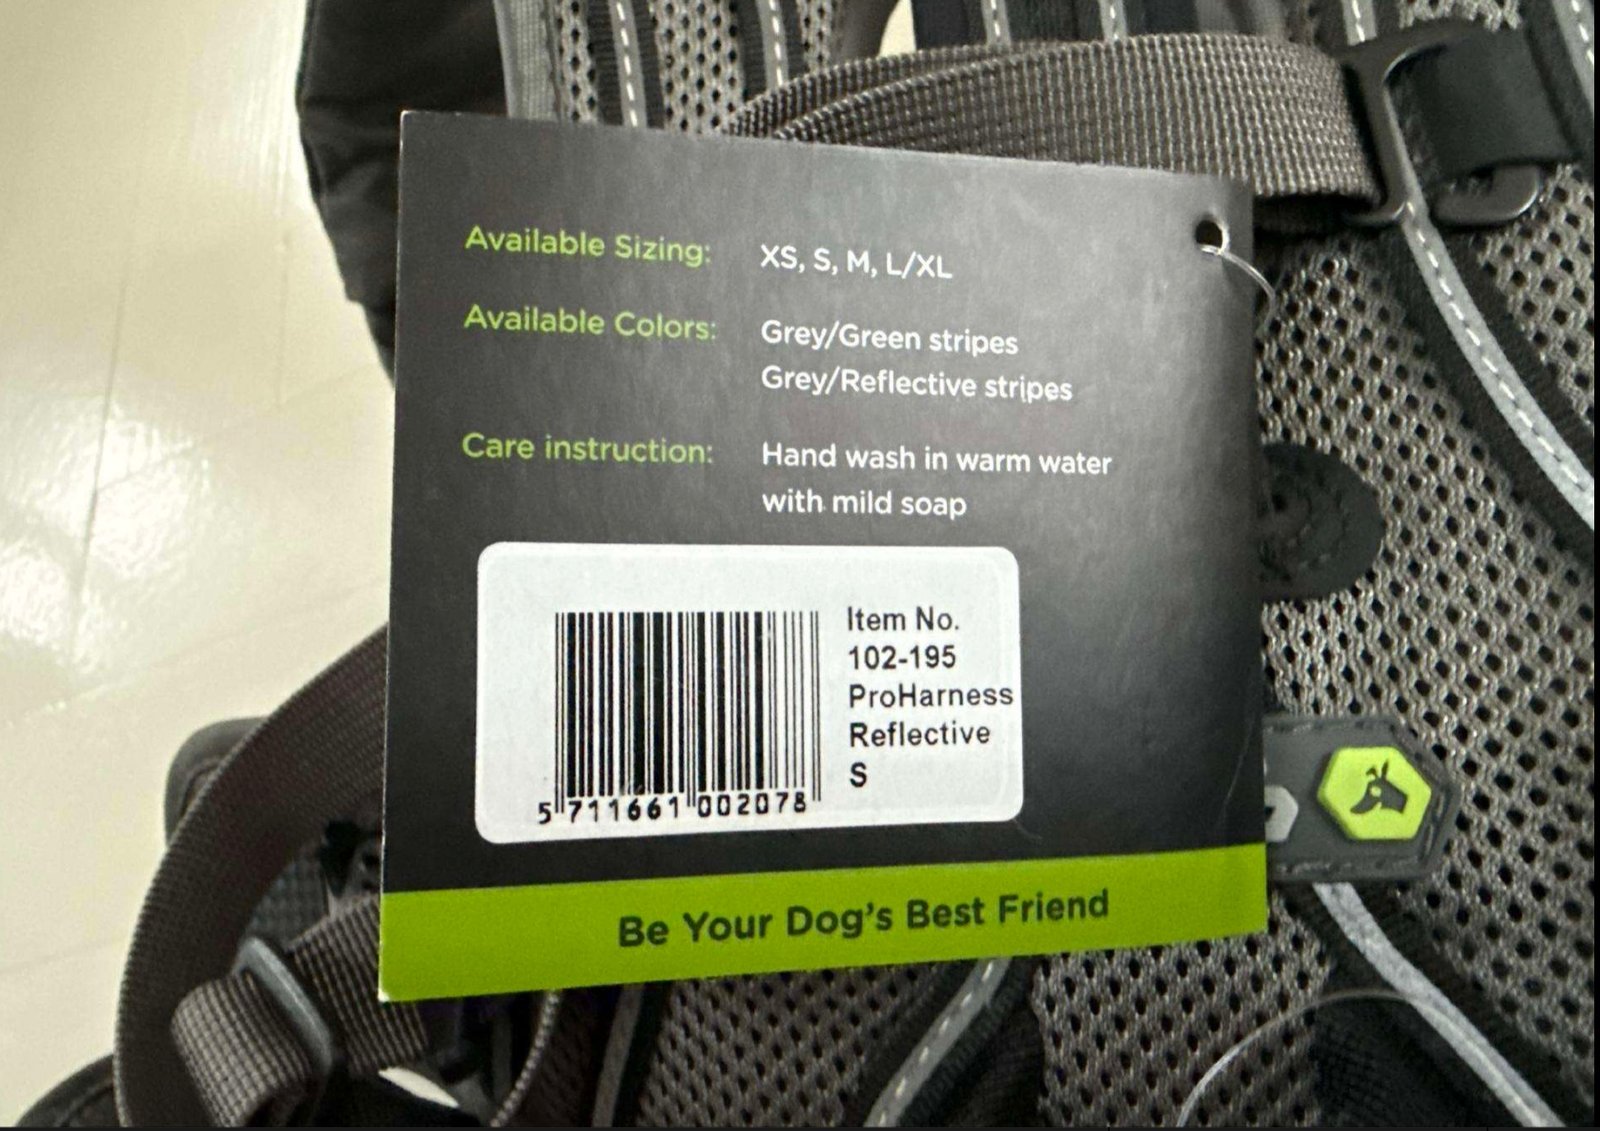 Available Sizing: XS, S, M, L/XL
Available Colors: Grey/Green stripes
Grey/Reflective stripes
Care instruction: Hand wash in warm water
with mild soap
Item No.
102-195
ProHarness
Reflective
S
5 711661 002078
Be Your Dog's Best Friend